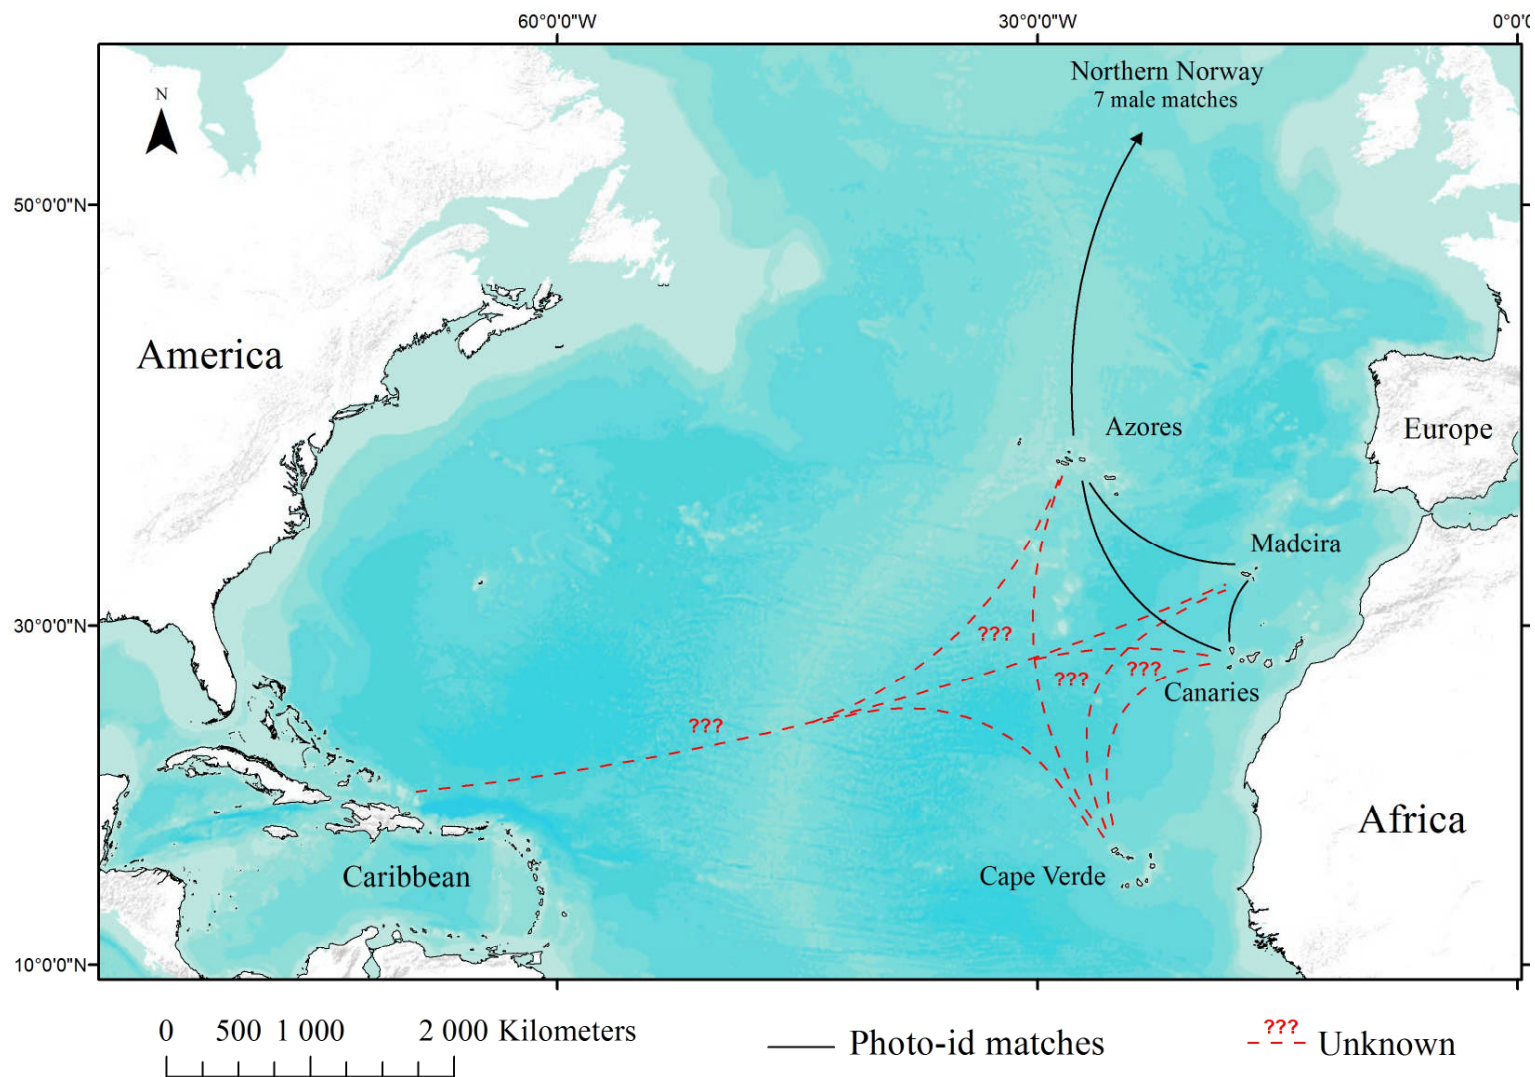 60°0'0"W
30°0'0"W
0°0'0
N
Northern Norway
7 male matches
50°0'0"N
America
Azores
Europe
Madeira
30°0'0"N
???
???
???
Canaries
???
Africa
Caribbean
Cape Verde
10°0'0"N
0 500 1 000 2 000 Kilometers
Photo-id matches
???
Unknown